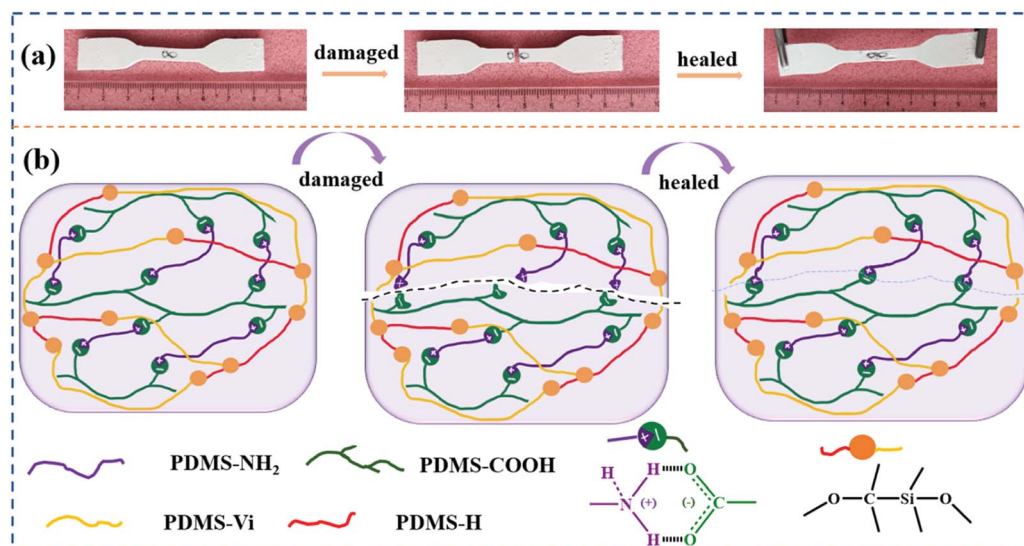 (a)
damaged
healed
(b)
damaged
healed
PDMS-NH₂
PDMS-COOH
PDMS-Vi
PDMS-H
H H O
N (+) (-) C
H O
O C Si O